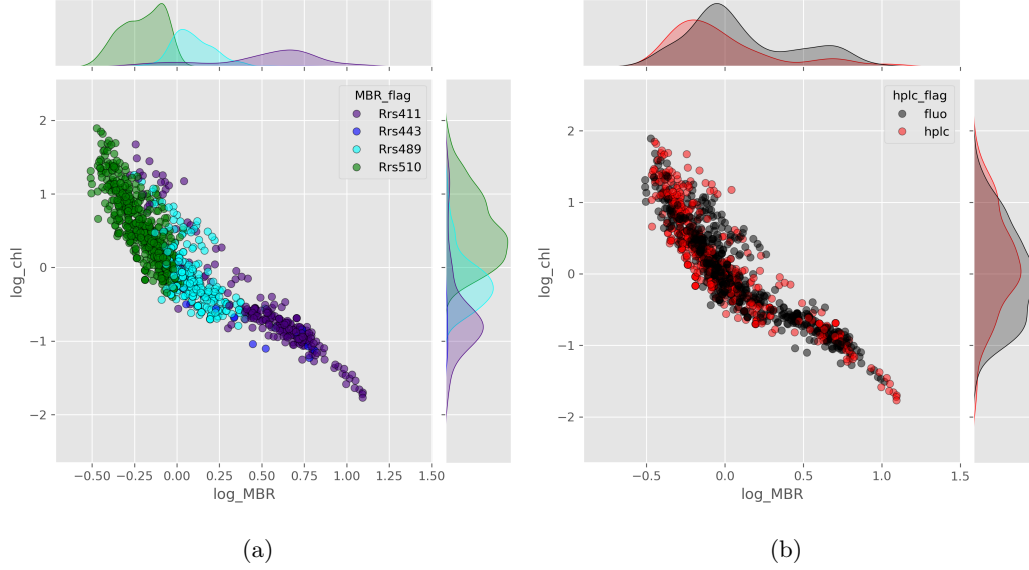 MBR_flag
Rrs411
Rrs443
Rrs489
Rrs510
2
1
0
−1
−2
log_chl
−0.50
−0.25
0.00
0.25
0.50
0.75
1.00
1.25
1.50
log_MBR
(a)
hplc_flag
fluo
hplc
2
1
0
−1
−2
log_chl
−0.5
0.0
0.5
1.0
1.5
log_MBR
(b)